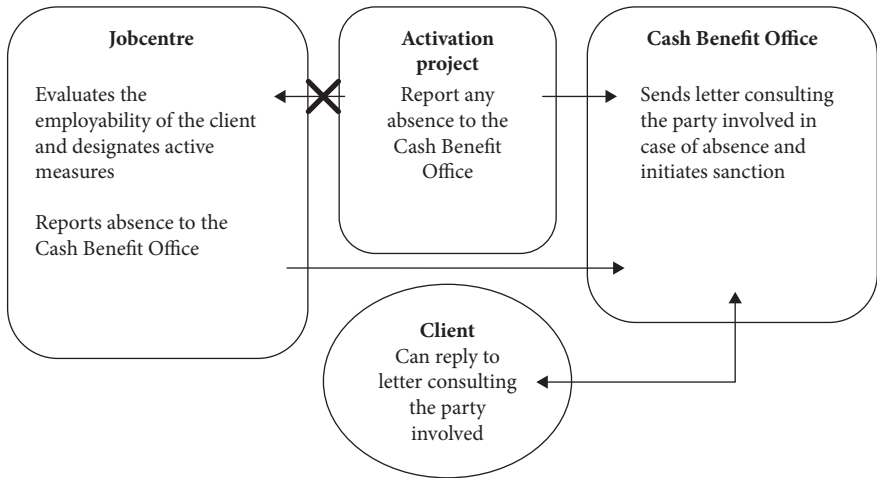 Jobcentre
Evaluates the
employability of the client
and designates active
measures
Reports absence to the
Cash Benefit Office
Activation
project
Report any
absence to the
Cash Benefit
Office
Cash Benefit Office
Sends letter consulting
the party involved in
case of absence and
initiates sanction
Client
Can reply to
letter consulting
the party
involved